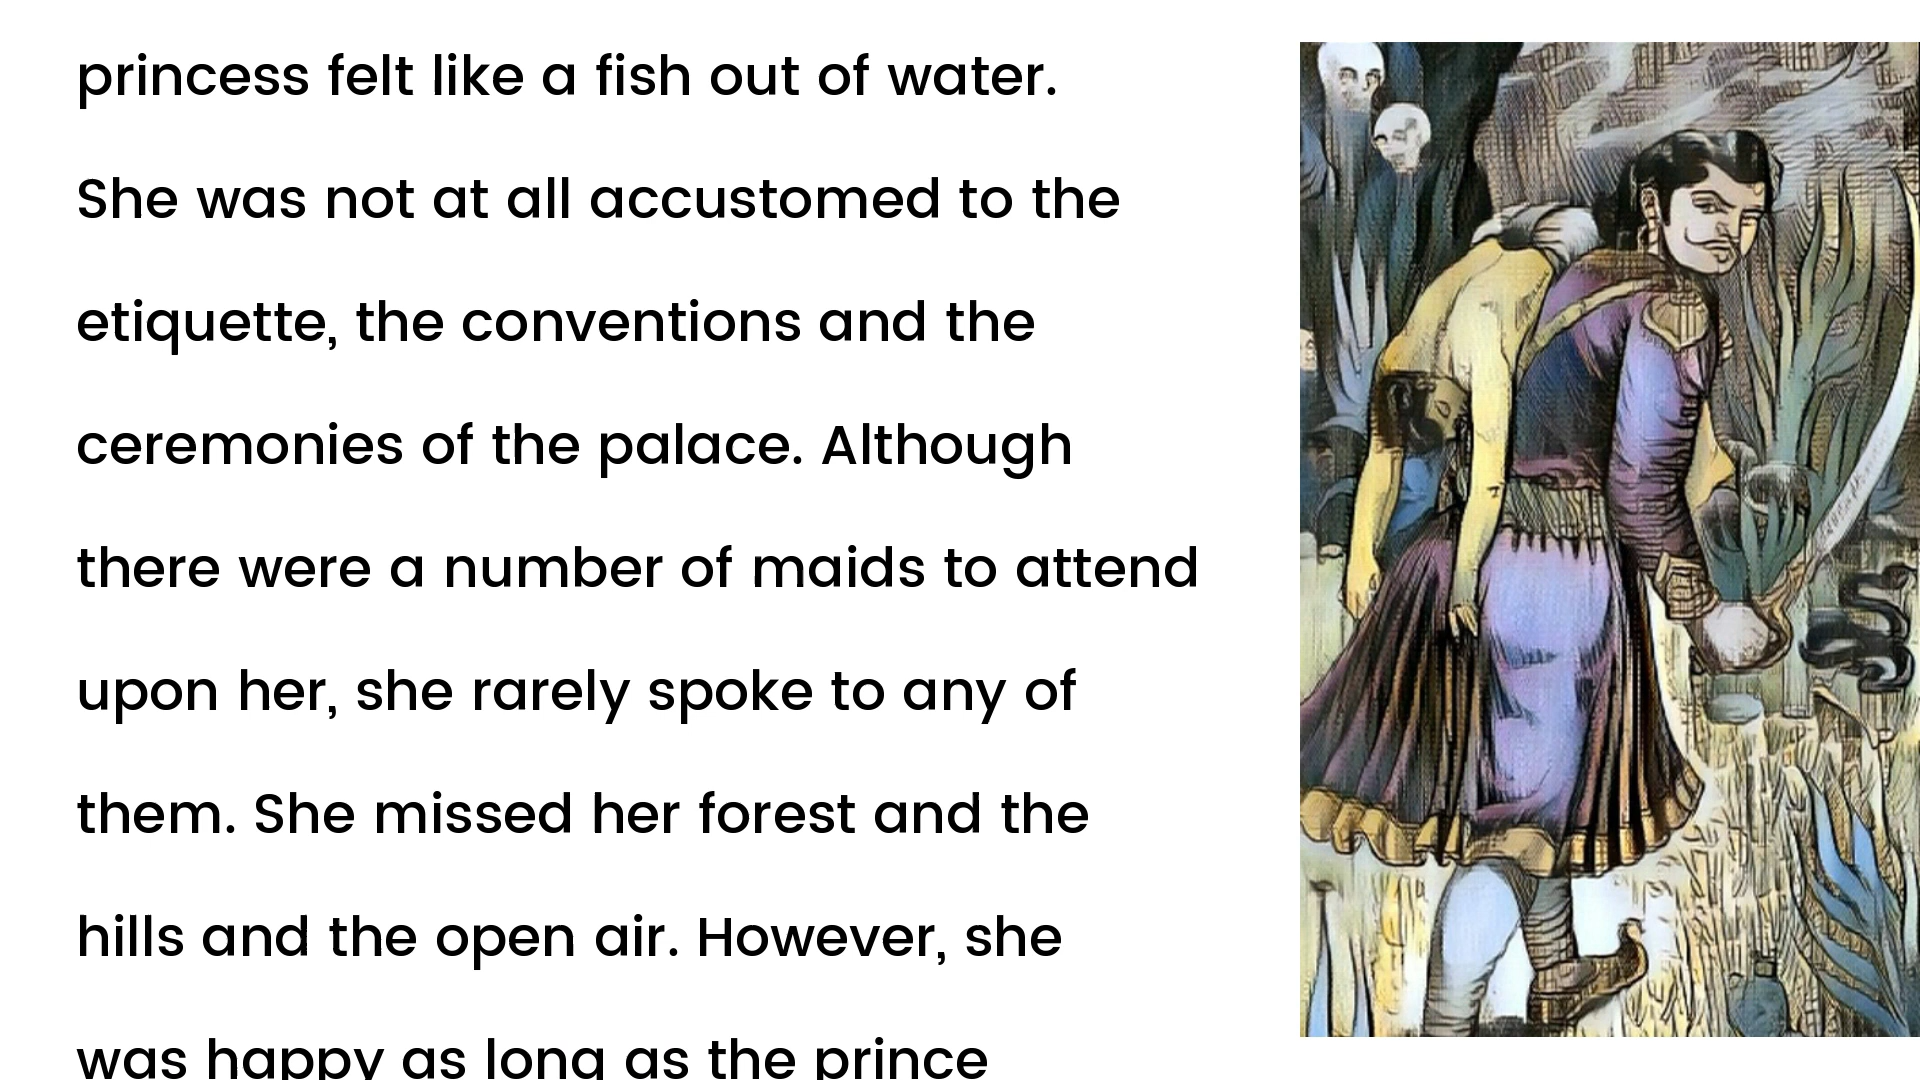 princess felt like a fish out of water.
She was not at all accustomed to the
etiquette, the conventions and the
ceremonies of the palace. Although
there were a number of maids to attend
upon her, she rarely spoke to any of
them. She missed her forest and the
hills and the open air. However, she
was happy as long as the prince